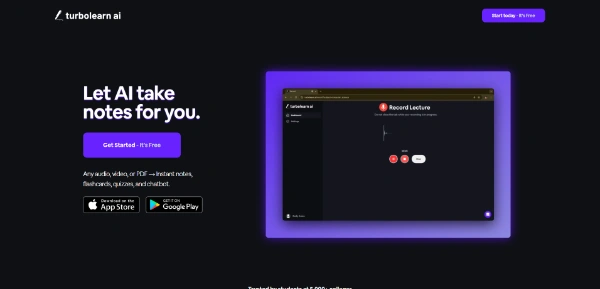 turbolearn ai
Start today - It's Free
Let AI take
notes for you.
Get Started - It's Free
Any audio, video, or PDF → Instant notes,
flashcards, quizzes, and chatbot.
Download on the
App Store
GET IT ON
Google Play
turbolearn ai
Record Lecture